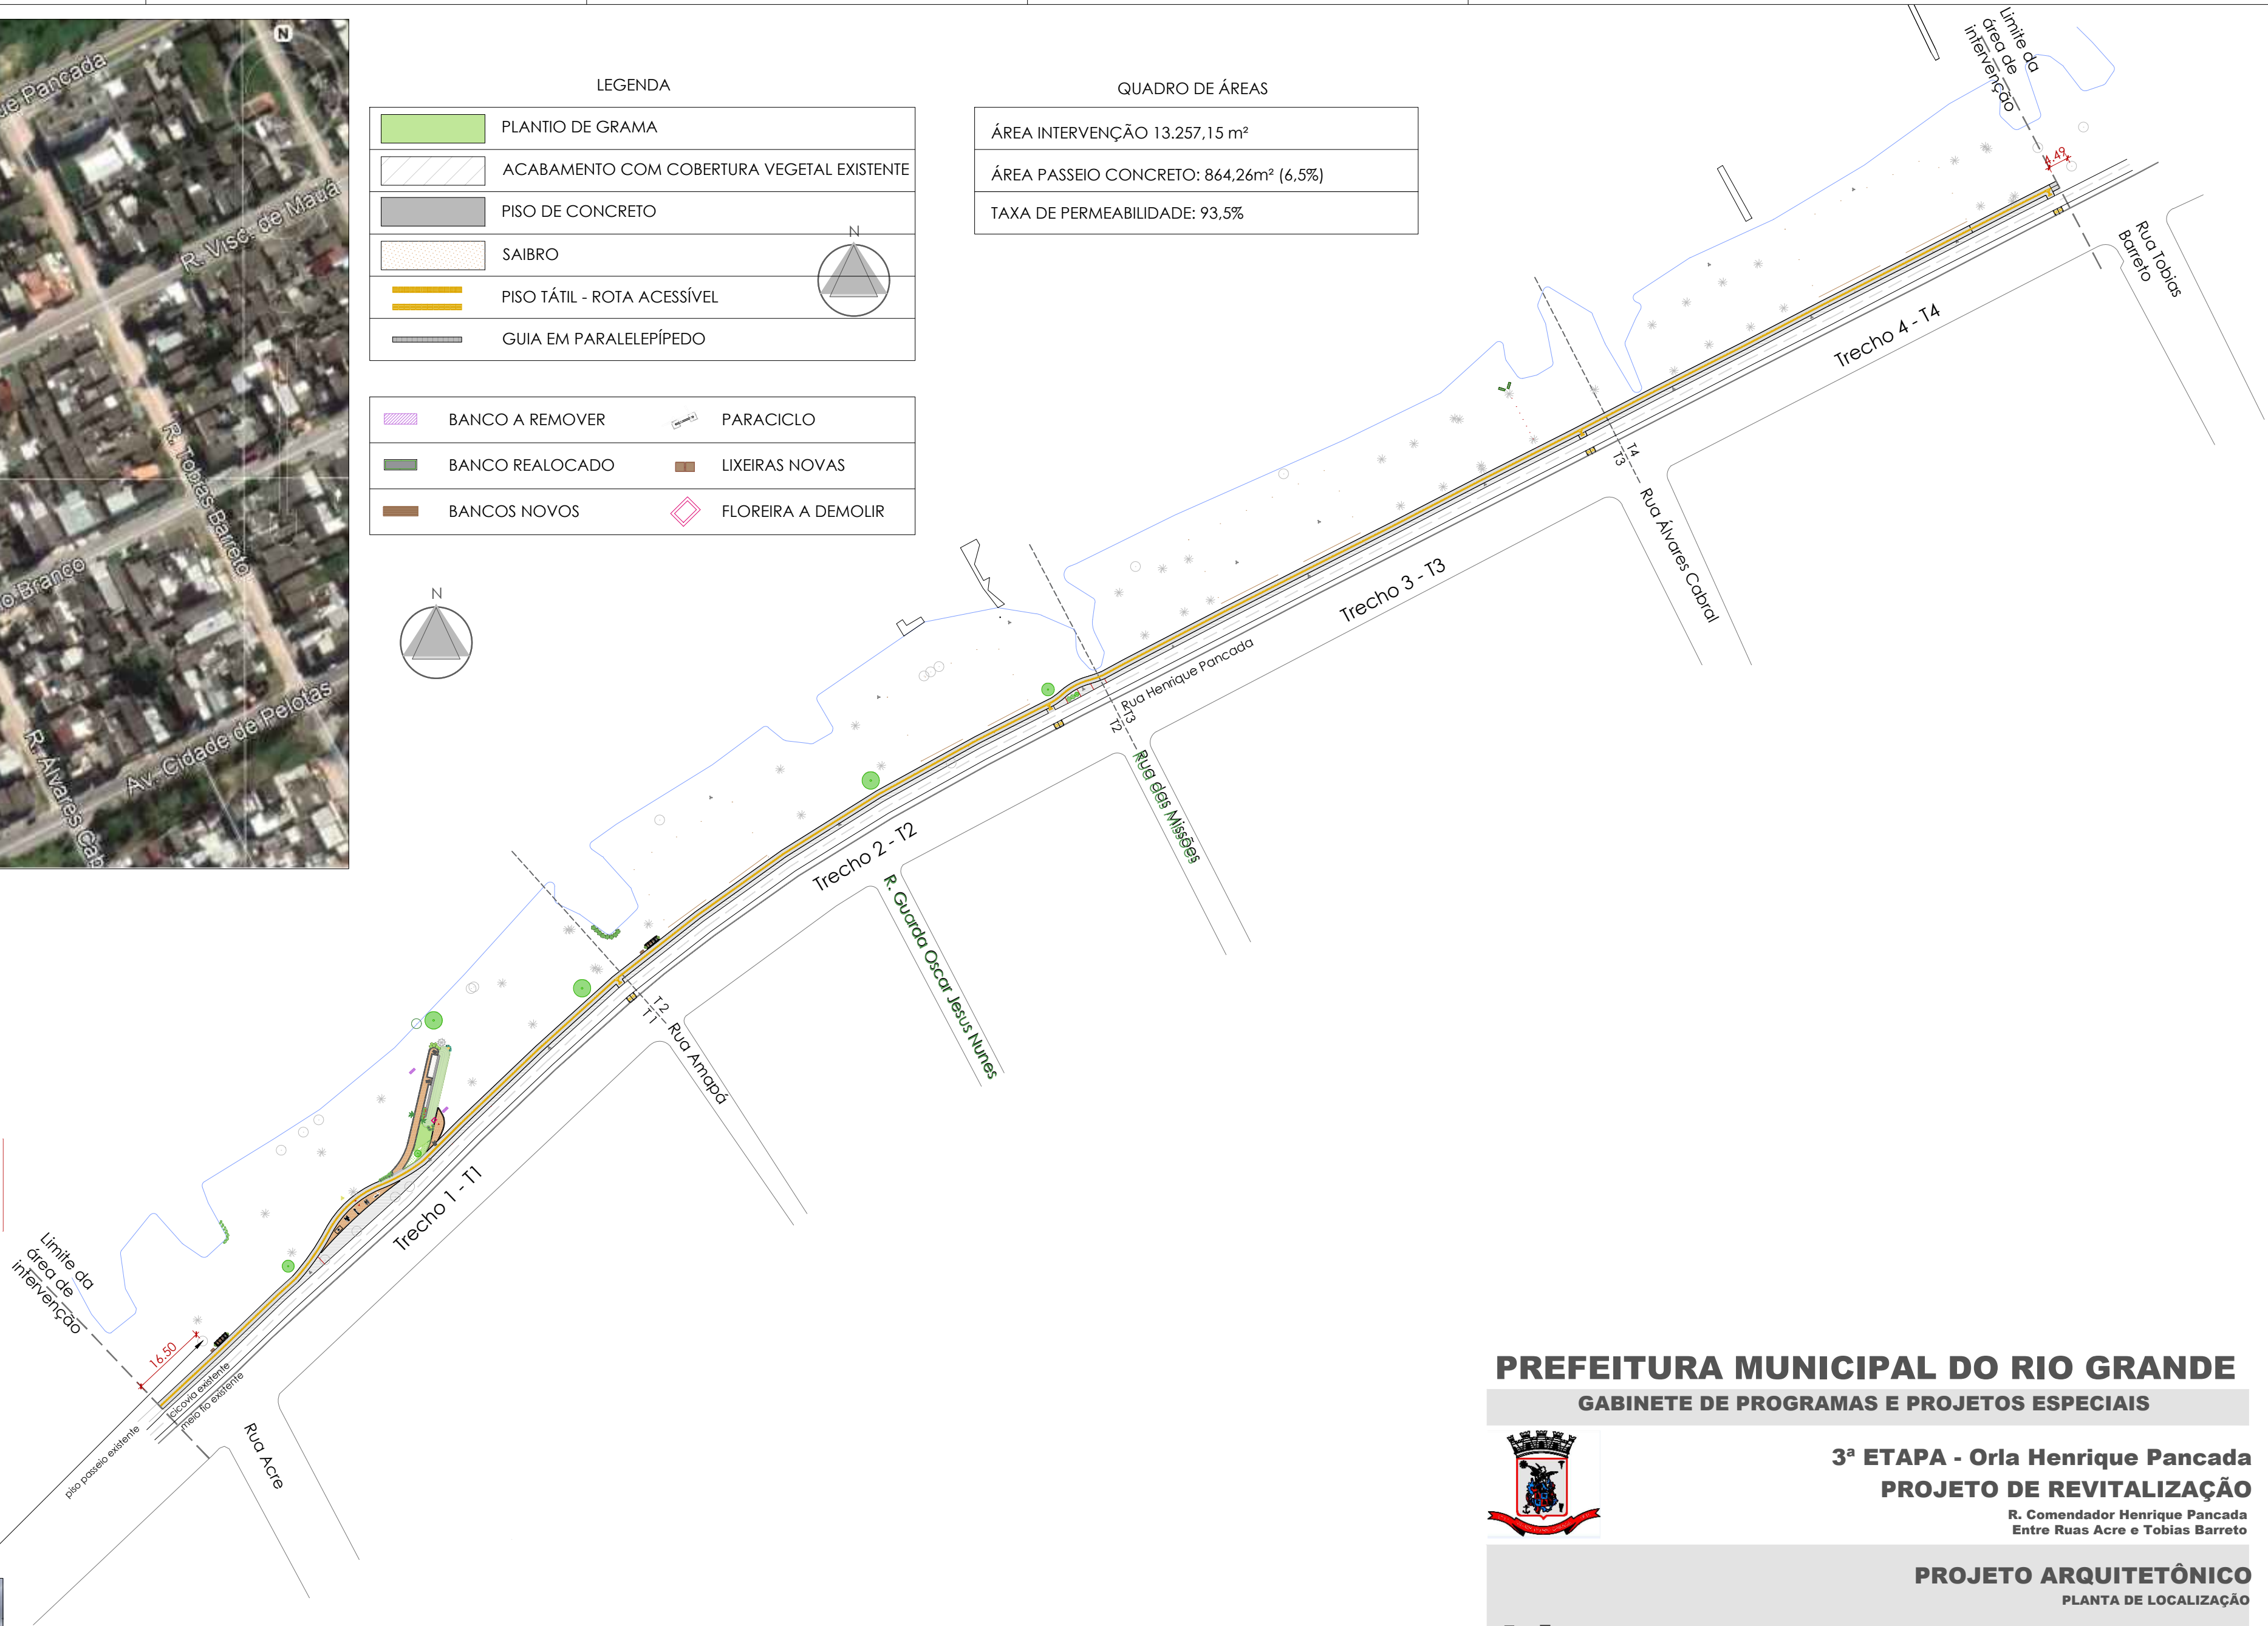 N
R. Visc. de Mauá
R. Tobias Barreto
Av. Cidade de Pelotas
LEGENDA
PLANTIO DE GRAMA
ACABAMENTO COM COBERTURA VEGETAL EXISTENTE
PISO DE CONCRETO
SAIBRO
PISO TÁTIL - ROTA ACESSÍVEL
GUIA EM PARALELEPÍPEDO
N
BANCO A REMOVER
PARACICLO
BANCO REALOCADO
LIXEIRAS NOVAS
BANCOS NOVOS
FLOREIRA A DEMOLIR
N
QUADRO DE ÁREAS
ÁREA INTERVENÇÃO 13.257,15 m²
ÁREA PASSEIO CONCRETO: 864,26m² (6,5%)
TAXA DE PERMEABILIDADE: 93,5%
Limite da
área de
intervenção
4.49
Rua Tobias
Barreto
Trecho 4 - T4
T4
T3
Rua Álvares Cabral
Trecho 3 - T3
Rua Henrique Pancada
T3
T2
Rua das Missões
Trecho 2 - T2
R. Guarda Oscar Jesus Nunes
T 2
T 1
Rua Amapá
Trecho 1 - T1
Limite da
área de
intervenção
16.50
cicovia existente
meio fio existente
piso passeio existente
Rua Acre
PREFEITURA MUNICIPAL DO RIO GRANDE
GABINETE DE PROGRAMAS E PROJETOS ESPECIAIS
3ª ETAPA - Orla Henrique Pancada
PROJETO DE REVITALIZAÇÃO
R. Comendador Henrique Pancada
Entre Ruas Acre e Tobias Barreto
PROJETO ARQUITETÔNICO
PLANTA DE LOCALIZAÇÃO